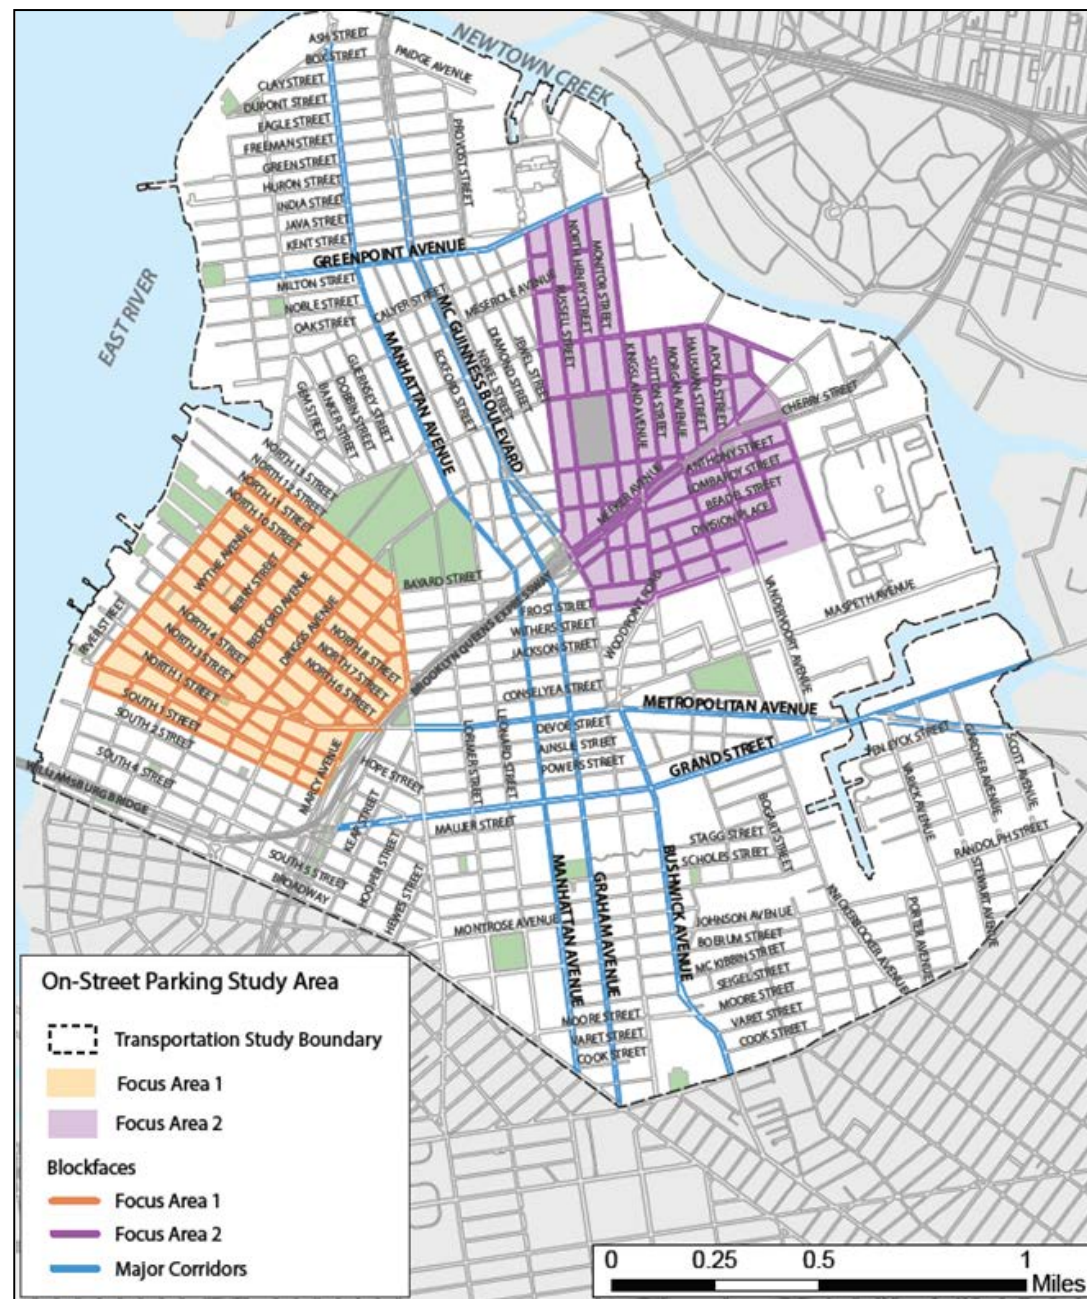 ASH STREET
BOX STREET
PAIDGE AVENUE
NEWTOWN CREEK
CLAY STREET
DUPONT STREET
EAGLE STREET
FREEMAN STREET
GREEN STREET
HURON STREET
INDIA STREET
JAVA STREET
KENT STREET
PROVOST STREET
GREENPOINT AVENUE
MILTON STREET
NOBLE STREET
OAK STREET
CALYER STREET
MESEROLE AVENUE
EAST RIVER
MANHATTAN AVENUE
MC GUINNESS BOULEVARD
ECKFORD STREET
NEWEL STREET
DIAMOND STREET
JEWEL STREET
RUSSELL STREET
NORTH HENRY STREET
MONITOR STREET
GUERNSEY STREET
DOBBIN STREET
BANKER STREET
GEM STREET
KINGSLAND AVENUE
SUTTON STREET
MORGAN AVENUE
HAUSMAN STREET
APOLLO STREET
CHERRY STREET
ANTHONY STREET
LOMBARDY STREET
BEADEL STREET
DIVISION PLACE
MEEKER AVENUE
NORTH 13 STREET
NORTH 12 STREET
NORTH 11 STREET
NORTH 10 STREET
WYTHE AVENUE
BERRY STREET
BEDFORD AVENUE
DRIGGS AVENUE
NORTH 8 STREET
NORTH 7 STREET
NORTH 6 STREET
NORTH 4 STREET
NORTH 3 STREET
NORTH 1 STREET
RIVER STREET
BAYARD STREET
BROOKLYN QUEENS EXPRESSWAY
FROST STREET
WITHERS STREET
JACKSON STREET
WOODPOINT ROAD
VANDERVOORT AVENUE
MASPETH AVENUE
CONSELYEA STREET
SOUTH 1 STREET
SOUTH 2 STREET
SOUTH 4 STREET
WILLIAMSBURG BRIDGE
MARCY AVENUE
METROPOLITAN AVENUE
DEVOE STREET
AINSLIE STREET
POWERS STREET
GRAND STREET
LORIMER STREET
LEONARD STREET
HOPE STREET
KEAP STREET
HOOPER STREET
HEWES STREET
MAUJER STREET
SOUTH 5 STREET
BROADWAY
TEN EYCK STREET
VARICK AVENUE
GARDNER AVENUE
SCOTT AVENUE
RANDOLPH STREET
STEWART AVENUE
PORTER AVENUE
BOGART STREET
STAGG STREET
SCHOLES STREET
KNICKERBOCKER AVENUE
MONTROSE AVENUE
MANHATTAN AVENUE
GRAHAM AVENUE
BUSHWICK AVENUE
JOHNSON AVENUE
BOERUM STREET
MC KIBBIN STREET
SEIGEL STREET
MOORE STREET
VARET STREET
COOK STREET
MOORE STREET
VARET STREET
COOK STREET
On-Street Parking Study Area
Transportation Study Boundary
Focus Area 1
Focus Area 2
Blockfaces
Focus Area 1
Focus Area 2
Major Corridors
0 0.25 0.5 1
Miles